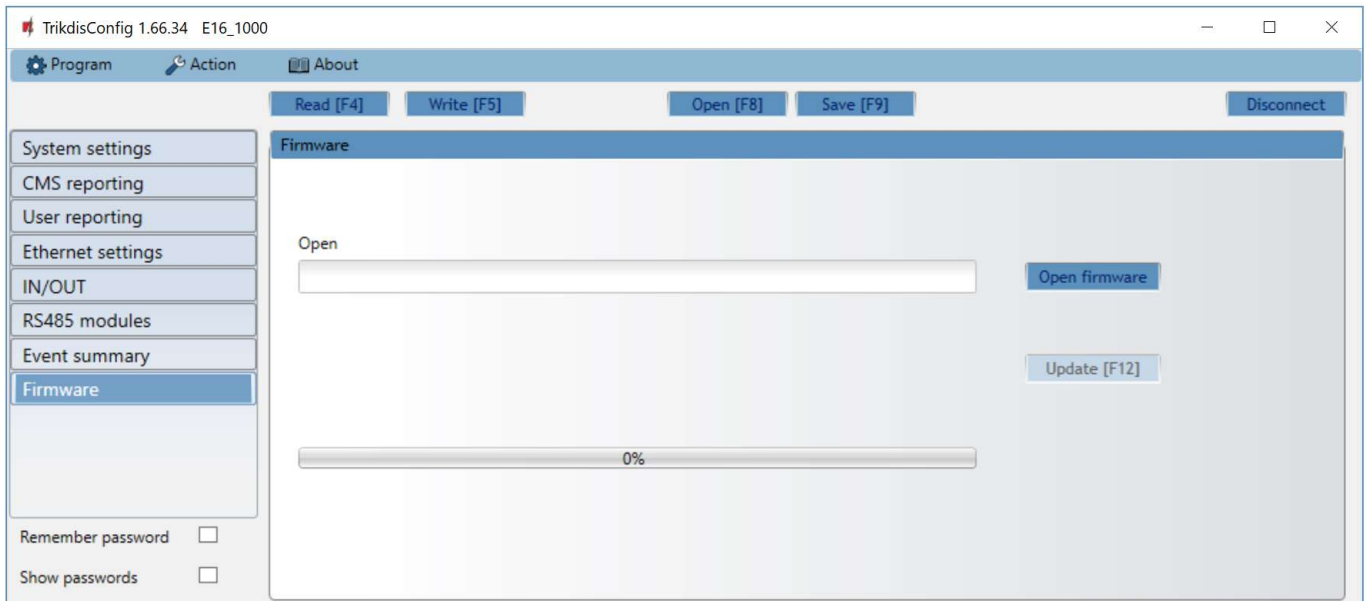 TrikdisConfig 1.66.34 E16_1000
Program Action About
Read [F4] Write [F5] Open [F8] Save [F9] Disconnect
System settings
CMS reporting
User reporting
Ethernet settings
IN/OUT
RS485 modules
Event summary
Firmware
Remember password
Show passwords
Firmware
Open
Open firmware
Update [F12]
0%